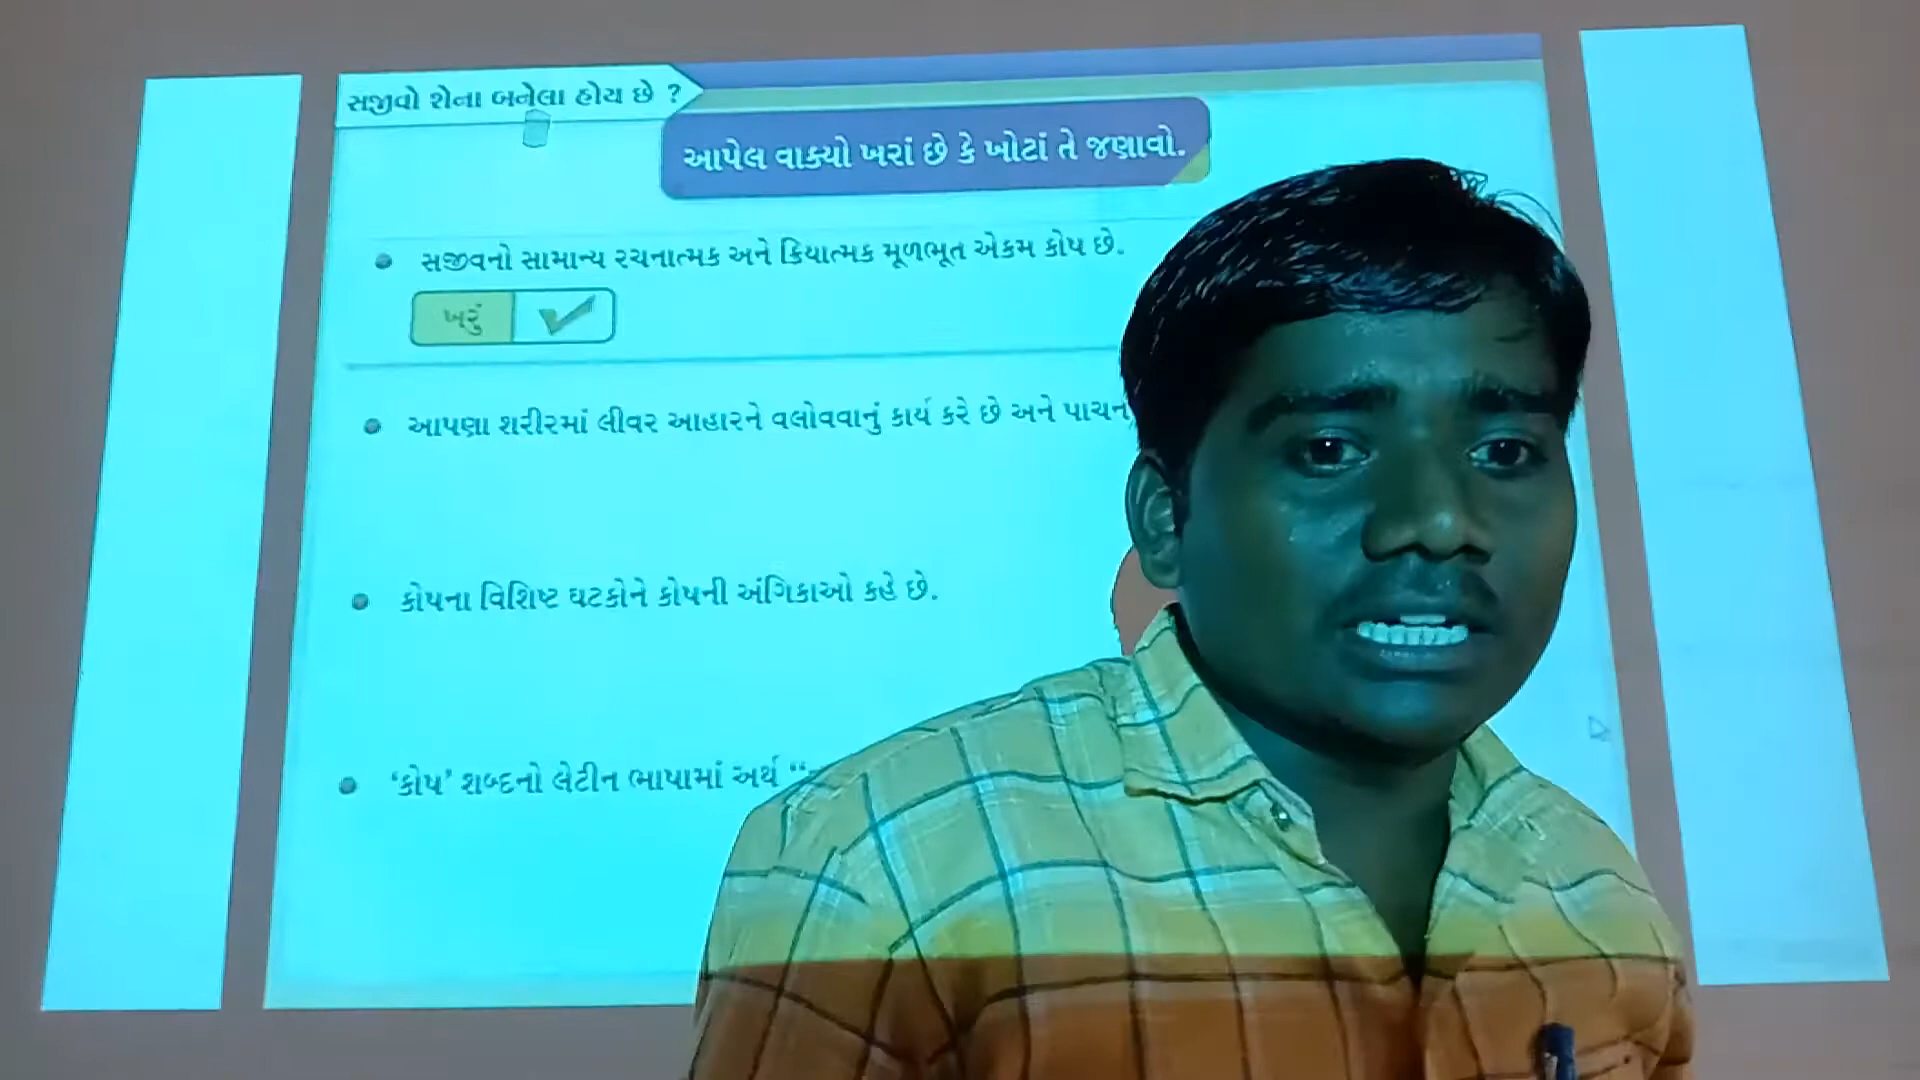 સજીવો શેના બનેલા હોય છે ?
આપેલ વાક્યો ખરાં છે કે ખોટાં તે જણાવો.
સજીવનો સામાન્ય રચનાત્મક અને ક્રિયાત્મક મૂળભૂત એકમ કોષ છે.
ખરું
આપણા શરીરમાં લીવર આહારને વલોવવાનું કાર્ય કરે છે અને પાચન
કોષના વિશિષ્ટ ઘટકોને કોષની અંગિકાઓ કહે છે.
‘કોષ’ શબ્દનો લેટીન ભાષામાં અર્થ “